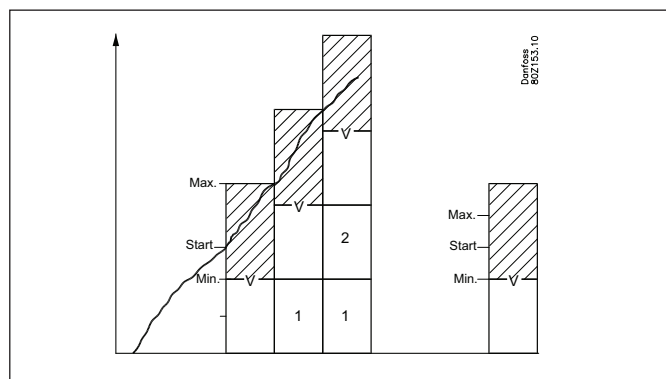 Danfoss
80Z153.10
Max.
Start
Min.
V
V
V
1
2
1
Max.
Start
Min.
V